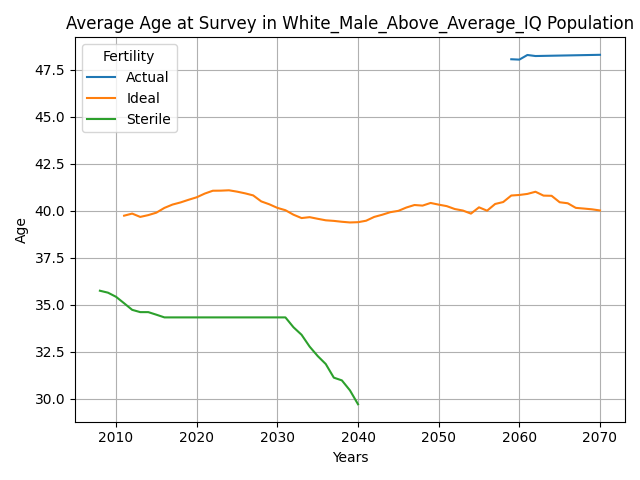 Average Age at Survey in White_Male_Above_Average_IQ Population
Fertility
Actual
Ideal
Sterile
47.5
45.0
42.5
40.0
37.5
35.0
32.5
30.0
Age
2010 2020 2030 2040 2050 2060 2070
Years